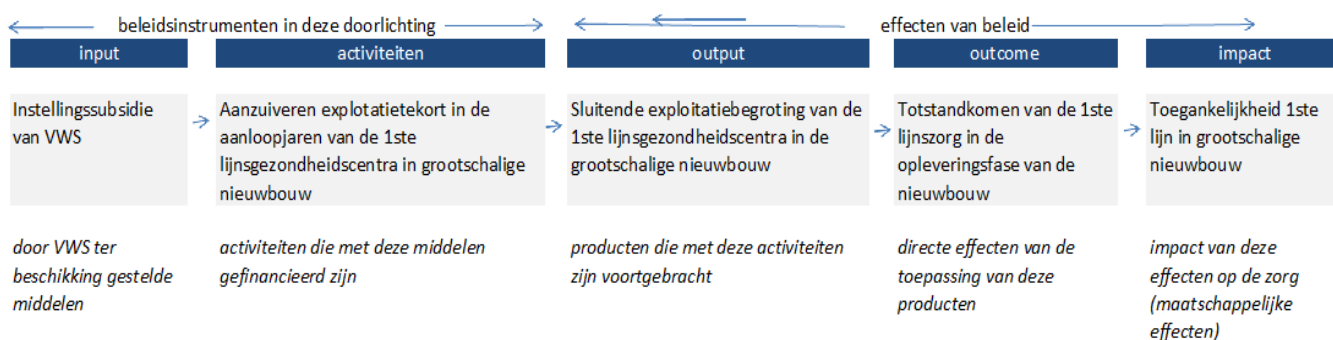 beleidsinstrumenten in deze doorlichting
effecten van beleid
input
activiteiten
output
outcome
impact
Instellingssubsidie
van VWS
Aanzuiveren explotatietekort in de
aanloopjaren van de 1ste
lijnsgezondheidscentra in grootschalige
nieuwbouw
Sluitende exploitatiebegroting van de
1ste lijnsgezondheidscentra in de
grootschalige nieuwbouw
Totstandkomen van de 1ste
lijnszorg in de
opleveringsfase van de
nieuwbouw
Toegankelijkheid 1ste
lijn in grootschalige
nieuwbouw
door VWS ter
beschikking gestelde
middelen
activiteiten die met deze middelen
gefinancierd zijn
producten die met deze activiteiten
zijn voortgebracht
directe effecten van de
toepassing van deze
producten
impact van deze
effecten op de zorg
(maatschappelijke
effecten)